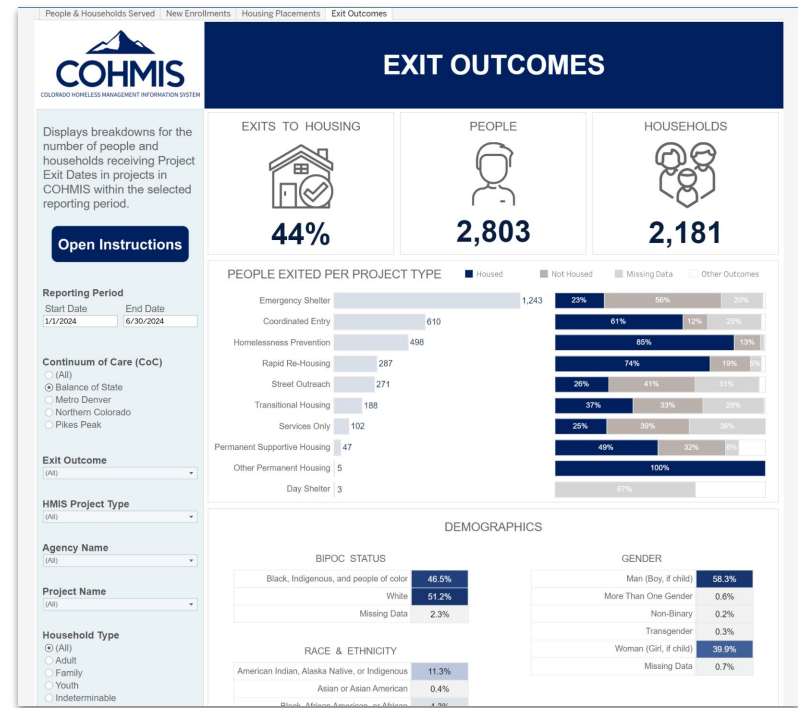 People & Households Served
New Enrollments
Housing Placements
Exit Outcomes
COHMIS
COLORADO HOMELESS MANAGEMENT INFORMATION SYSTEM
EXIT OUTCOMES
Displays breakdowns for the
number of people and
households receiving Project
Exit Dates in projects in
COHMIS within the selected
reporting period.
Open Instructions
Reporting Period
Start Date
End Date
1/1/2024
6/30/2024
Continuum of Care (CoC)
(All)
Balance of State
Metro Denver
Northern Colorado
Pikes Peak
Exit Outcome
(All)
HMIS Project Type
(All)
Agency Name
(All)
Project Name
(All)
Household Type
(All)
Adult
Family
Youth
Indeterminable
EXITS TO HOUSING
44%
PEOPLE
2,803
HOUSEHOLDS
2,181
PEOPLE EXITED PER PROJECT TYPE
Housed
Not Housed
Missing Data
Other Outcomes
Emergency Shelter 1,243 23% 56% 20%
Coordinated Entry 610 61% 12% 25%
Homelessness Prevention 498 85% 13%
Rapid Re-Housing 287 74% 19% 5%
Street Outreach 271 26% 41% 31%
Transitional Housing 188 37% 33% 29%
Services Only 102 25% 39% 36%
Permanent Supportive Housing 47 49% 32% 6%
Other Permanent Housing 5 100%
Day Shelter 3 67%
DEMOGRAPHICS
BIPOC STATUS
Black, Indigenous, and people of color 46.5%
White 51.2%
Missing Data 2.3%
RACE & ETHNICITY
American Indian, Alaska Native, or Indigenous 11.3%
Asian or Asian American 0.4%
Black, African American, or African 4.3%
GENDER
Man (Boy, if child) 58.3%
More Than One Gender 0.6%
Non-Binary 0.2%
Transgender 0.3%
Woman (Girl, if child) 39.9%
Missing Data 0.7%